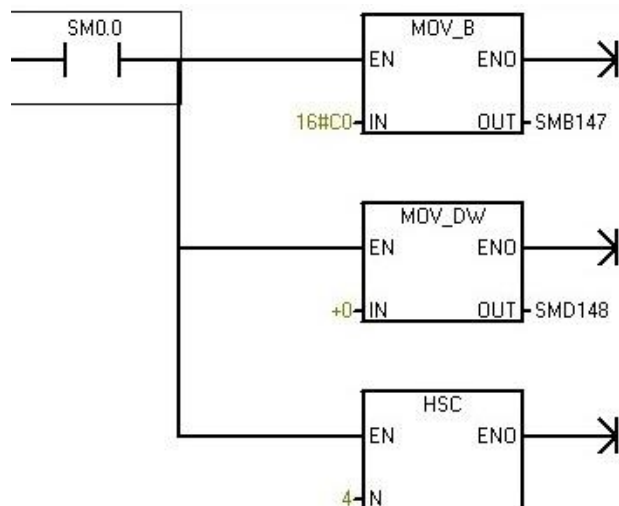 SM0.0
MOV_B
EN ENO
16#C0 IN OUT SMB147
MOV_DW
EN ENO
+0 IN OUT SMD148
HSC
EN ENO
4 N